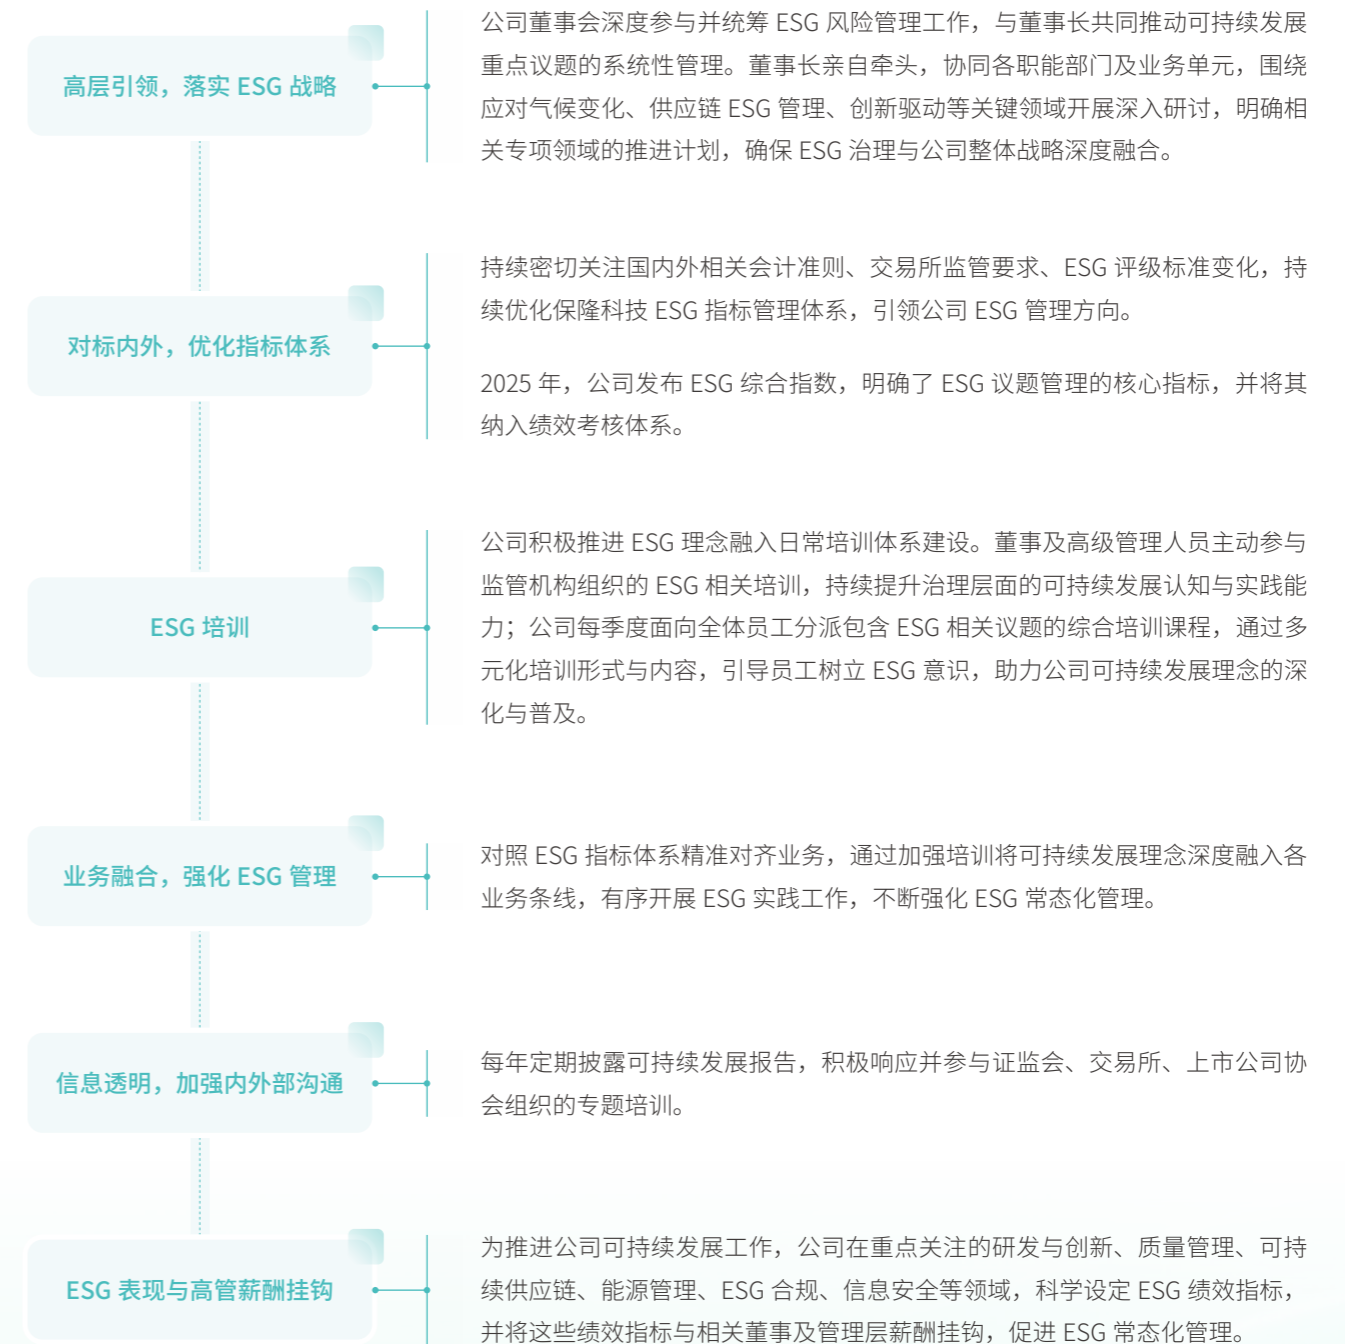 高层引领，落实 ESG 战略
公司董事会深度参与并统筹 ESG 风险管理工作，与董事长共同推动可持续发展
重点议题的系统性管理。董事长亲自牵头，协同各职能部门及业务单元，围绕
应对气候变化、供应链 ESG 管理、创新驱动等关键领域开展深入研讨，明确相
关专项领域的推进计划，确保 ESG 治理与公司整体战略深度融合。
对标内外，优化指标体系
持续密切关注国内外相关会计准则、交易所监管要求、ESG 评级标准变化，持
续优化保隆科技 ESG 指标管理体系，引领公司 ESG 管理方向。
2025 年，公司发布 ESG 综合指数，明确了 ESG 议题管理的核心指标，并将其
纳入绩效考核体系。
ESG 培训
公司积极推进 ESG 理念融入日常培训体系建设。董事及高级管理人员主动参与
监管机构组织的 ESG 相关培训，持续提升治理层面的可持续发展认知与实践能
力；公司每季度面向全体员工分派包含 ESG 相关议题的综合培训课程，通过多
元化培训形式与内容，引导员工树立 ESG 意识，助力公司可持续发展理念的深
化与普及。
业务融合，强化 ESG 管理
对照 ESG 指标体系精准对齐业务，通过加强培训将可持续发展理念深度融入各
业务条线，有序开展 ESG 实践工作，不断强化 ESG 常态化管理。
信息透明，加强内外部沟通
每年定期披露可持续发展报告，积极响应并参与证监会、交易所、上市公司协
会组织的专题培训。
ESG 表现与高管薪酬挂钩
为推进公司可持续发展工作，公司在重点关注的研发与创新、质量管理、可持
续供应链、能源管理、ESG 合规、信息安全等领域，科学设定 ESG 绩效指标，
并将这些绩效指标与相关董事及管理层薪酬挂钩，促进 ESG 常态化管理。